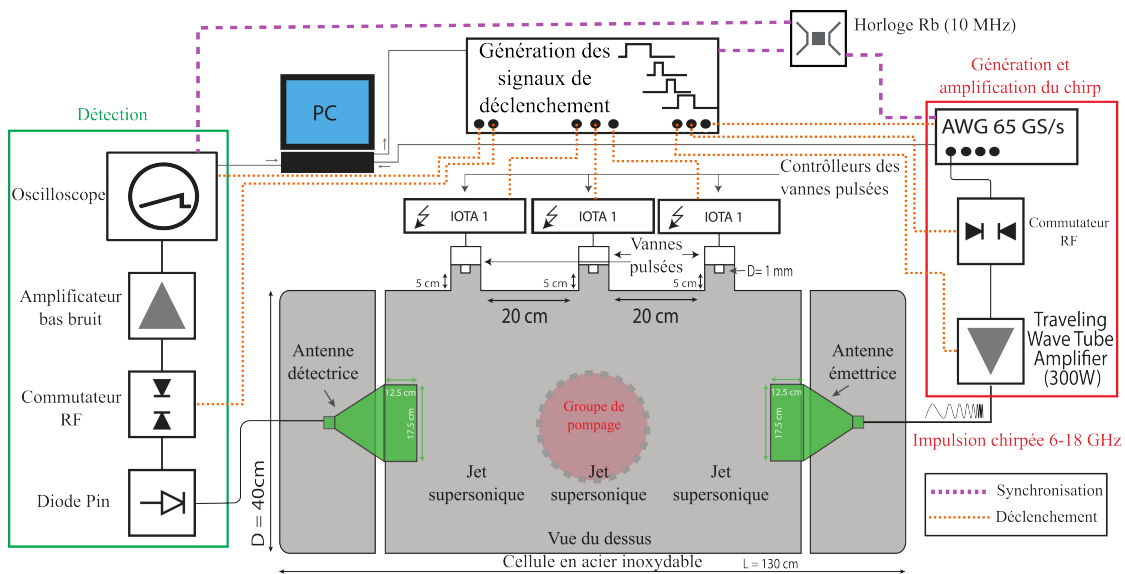 Horloge Rb (10 MHz)
Génération des
signaux de
déclenchement
Génération et
amplification du chirp
Détection
PC
AWG 65 GS/s
Oscilloscope
Contrôleurs des
vannes pulsées
IOTA 1
IOTA 1
IOTA 1
Commutateur
RF
Vannes
pulsées
D= 1 mm
5 cm
5 cm
5 cm
20 cm
20 cm
Amplificateur
bas bruit
Traveling
Wave Tube
Amplifier
(300W)
Antenne
détectrice
Antenne
émettrice
12.5 cm
17.5 cm
12.5 cm
17.5 cm
Commutateur
RF
Groupe de
pompage
Impulsion chirpée 6-18 GHz
Jet
supersonique
Jet
supersonique
Jet
supersonique
Diode Pin
D = 40cm
Synchronisation
Déclenchement
Vue du dessus
Cellule en acier inoxydable
L = 130 cm